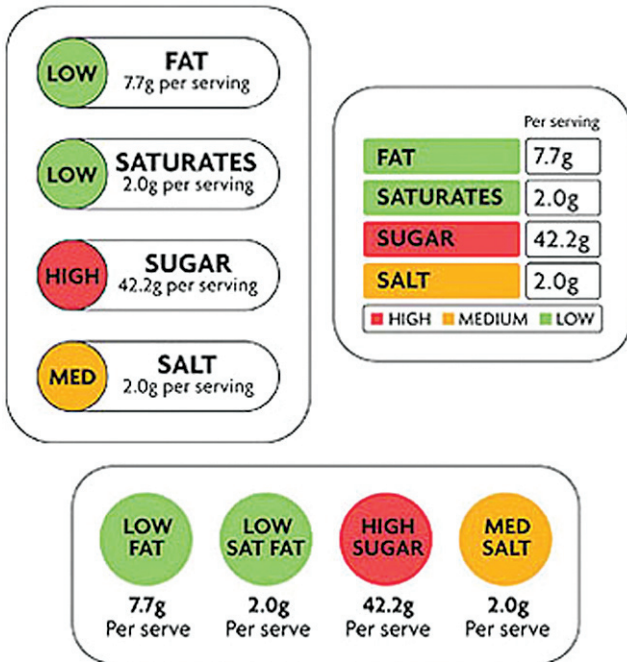 LOW
FAT
7.7g per serving
LOW
SATURATES
2.0g per serving
HIGH
SUGAR
42.2g per serving
MED
SALT
2.0g per serving
Per serving
FAT 7.7g
SATURATES 2.0g
SUGAR 42.2g
SALT 2.0g
HIGH MEDIUM LOW
LOW
FAT
7.7g
Per serve
LOW
SAT FAT
2.0g
Per serve
HIGH
SUGAR
42.2g
Per serve
MED
SALT
2.0g
Per serve